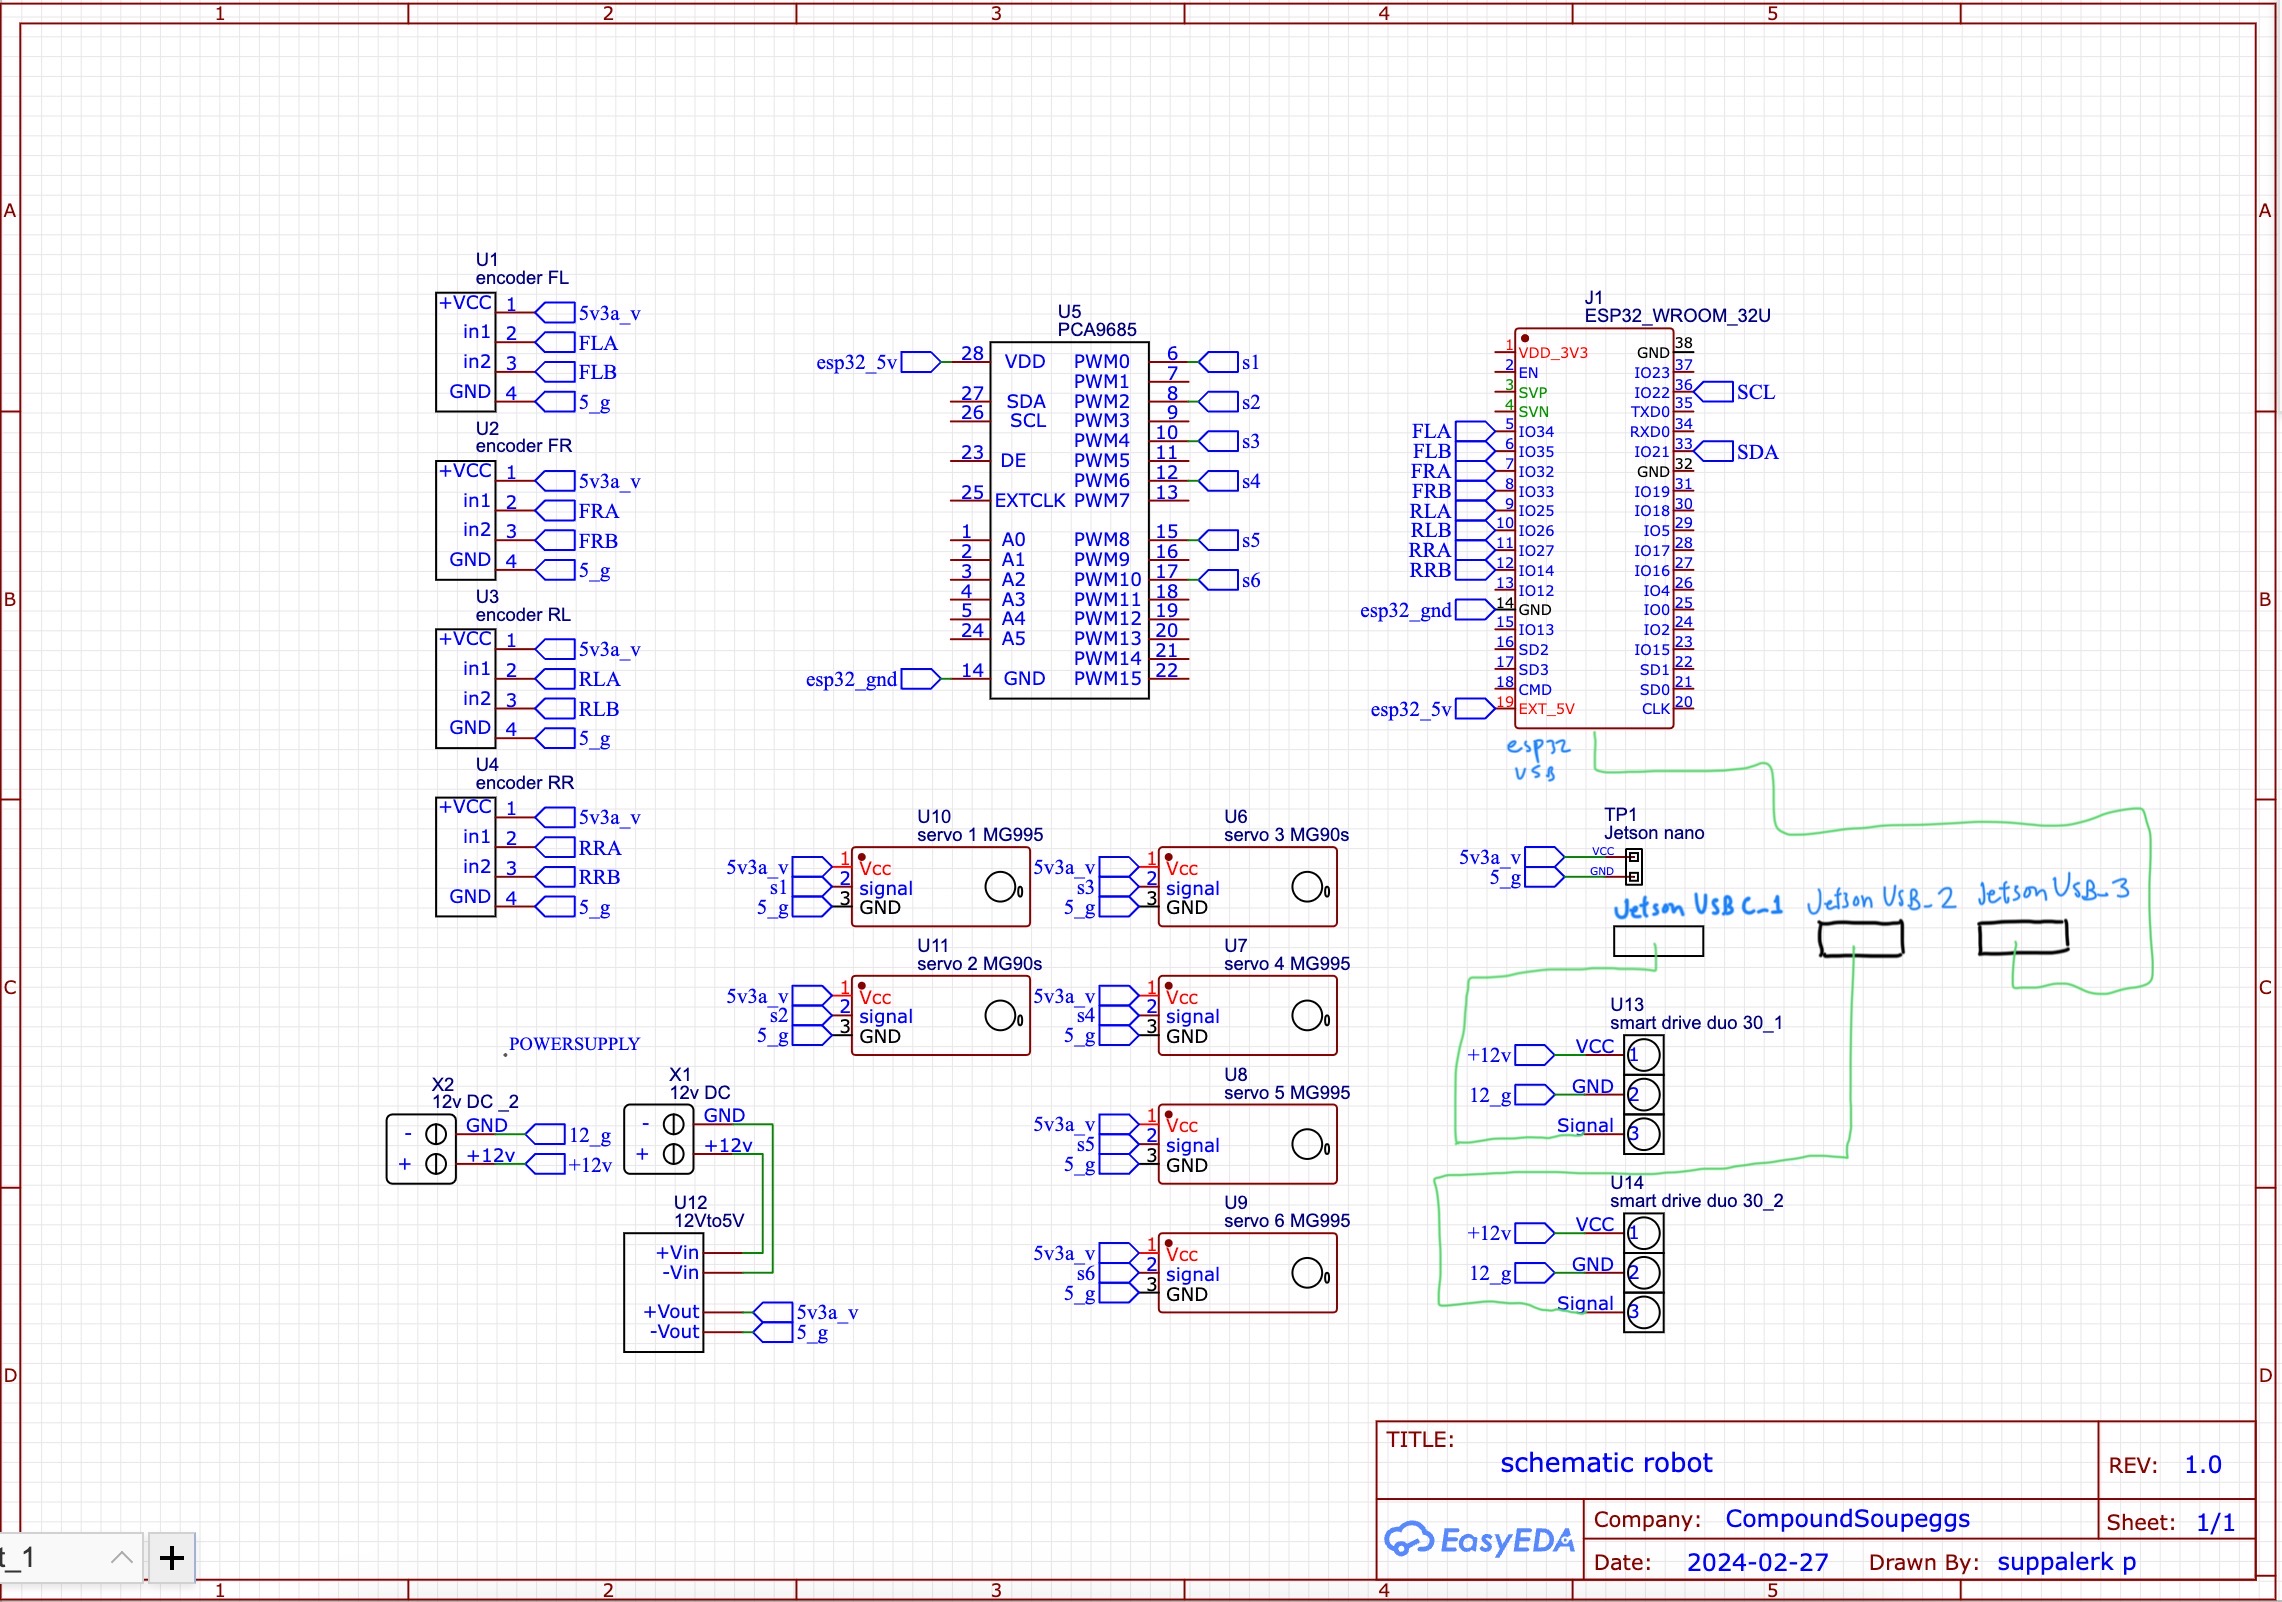 1 2 3 4 5
A A
B B
C C
D D
U1
encoder FL
+VCC 1 5v3a_v
in1 2 FLA
in2 3 FLB
GND 4 5_g
U2
encoder FR
+VCC 1 5v3a_v
in1 2 FRA
in2 3 FRB
GND 4 5_g
U3
encoder RL
+VCC 1 5v3a_v
in1 2 RLA
in2 3 RLB
GND 4 5_g
U4
encoder RR
+VCC 1 5v3a_v
in1 2 RRA
in2 3 RRB
GND 4 5_g
U5
PCA9685
esp32_5v 28 VDD PWM0 6 s1
PWM1 7
27 SDA PWM2 8 s2
26 SCL PWM3 9
PWM4 10 s3
23 DE PWM5 11
PWM6 12 s4
25 EXTCLK PWM7 13
1 A0 PWM8 15 s5
2 A1 PWM9 16
3 A2 PWM10 17 s6
4 A3 PWM11 18
5 A4 PWM12 19
24 A5 PWM13 20
PWM14 21
esp32_gnd 14 GND PWM15 22
J1
ESP32_WROOM_32U
1 VDD_3V3 GND 38
2 EN IO23 37
3 SVP IO22 36 SCL
4 SVN TXD0 35
FLA 5 IO34 RXD0 34
FLB 6 IO35 IO21 33 SDA
FRA 7 IO32 GND 32
FRB 8 IO33 IO19 31
RLA 9 IO25 IO18 30
RLB 10 IO26 IO5 29
RRA 11 IO27 IO17 28
RRB 12 IO14 IO16 27
13 IO12 IO4 26
esp32_gnd 14 GND IO0 25
15 IO13 IO2 24
16 SD2 IO15 23
17 SD3 SD1 22
18 CMD SD0 21
esp32_5v 19 EXT_5V CLK 20
esp32
USB
U10
servo 1 MG995
5v3a_v 1 Vcc
s1 2 signal
5_g 3 GND
0
U6
servo 3 MG90s
5v3a_v 1 Vcc
s3 2 signal
5_g 3 GND
0
U11
servo 2 MG90s
5v3a_v 1 Vcc
s2 2 signal
5_g 3 GND
0
U7
servo 4 MG995
5v3a_v 1 Vcc
s4 2 signal
5_g 3 GND
0
U8
servo 5 MG995
5v3a_v 1 Vcc
s5 2 signal
5_g 3 GND
0
U9
servo 6 MG995
5v3a_v 1 Vcc
s6 2 signal
5_g 3 GND
0
TP1
Jetson nano
5v3a_v VCC
5_g GND
Jetson USB C_1 Jetson USB_2 Jetson USB_3
U13
smart drive duo 30_1
+12v VCC 1
12_g GND 2
Signal 3
U14
smart drive duo 30_2
+12v VCC 1
12_g GND 2
Signal 3
POWERSUPPLY
X2
12v DC _2
- GND 12_g
+ +12v +12v
X1
12v DC
- GND
+ +12v
U12
12Vto5V
+Vin
-Vin
+Vout 5v3a_v
-Vout 5_g
TITLE:
schematic robot
REV: 1.0
EasyEDA
Company: CompoundSoupeggs
Sheet: 1/1
Date: 2024-02-27 Drawn By: suppalerk p
t_1 +
1 2 3 4 5